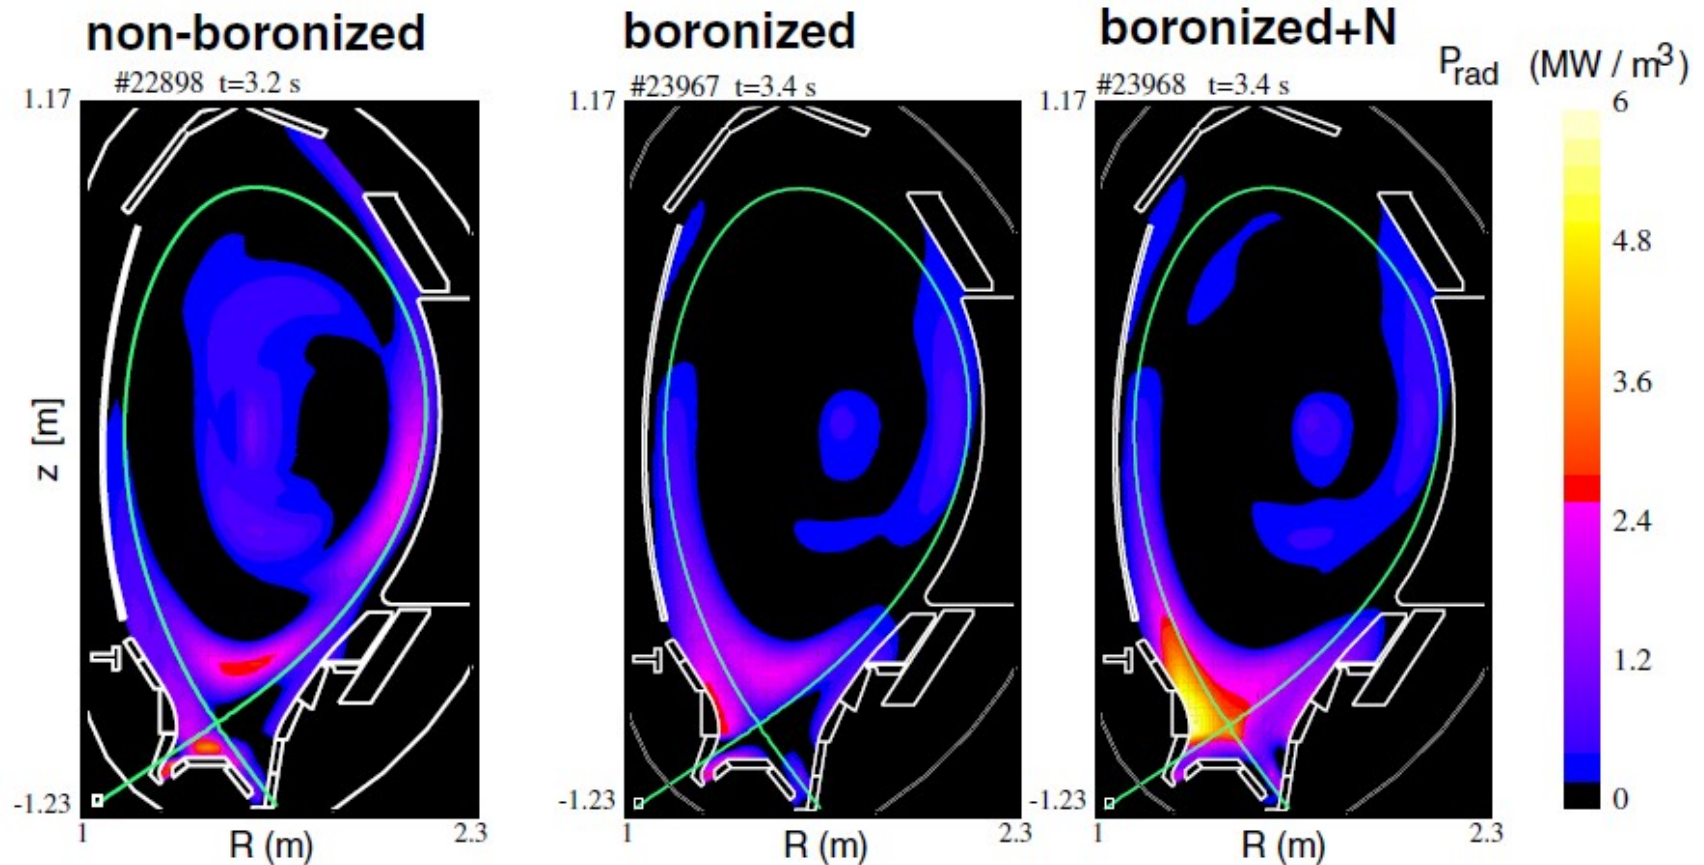 non-boronized
boronized
boronized+N
#22898 t=3.2 s
#23967 t=3.4 s
#23968 t=3.4 s
P_rad (MW / m³)
1.17
1.17
1.17
6
4.8
3.6
2.4
1.2
0
z [m]
-1.23
-1.23
-1.23
1
2.3
1
2.3
1
2.3
R (m)
R (m)
R (m)